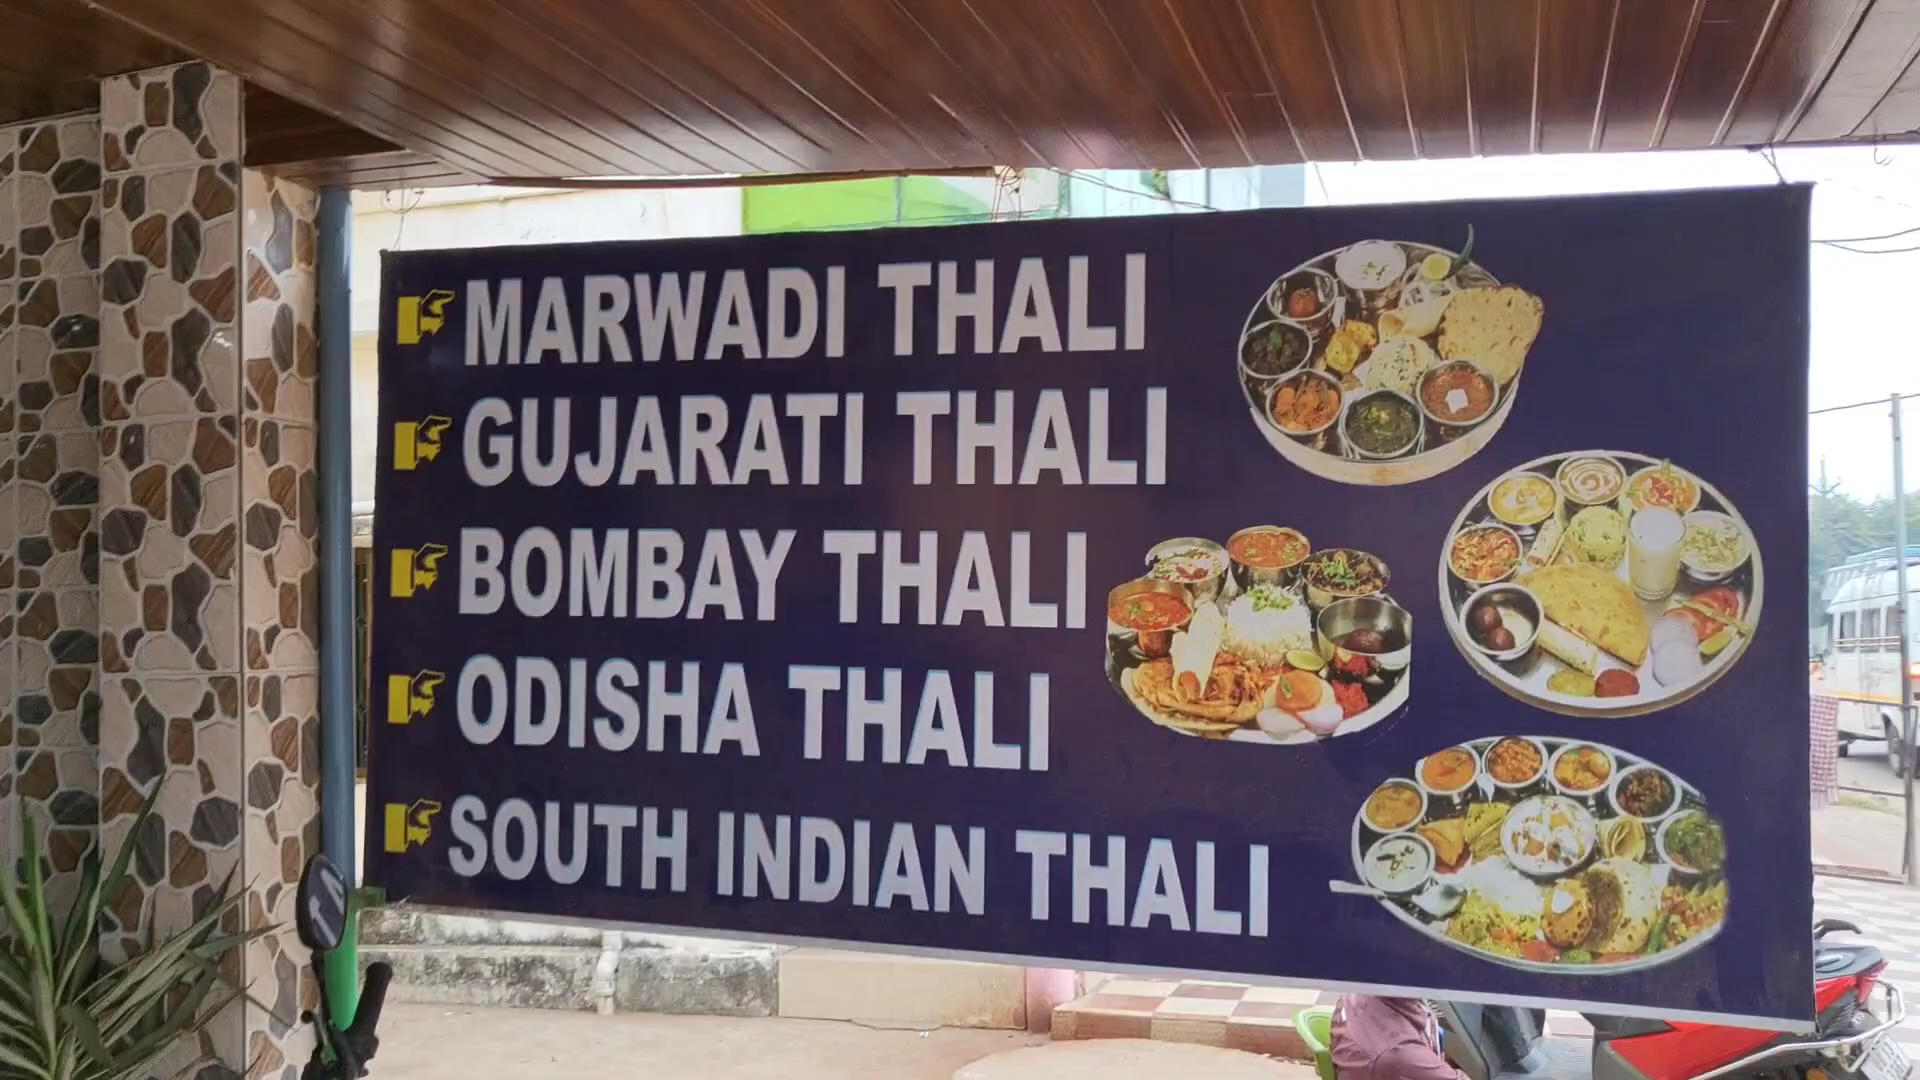 MARWADI THALI
GUJARATI THALI
BOMBAY THALI
ODISHA THALI
SOUTH INDIAN THALI